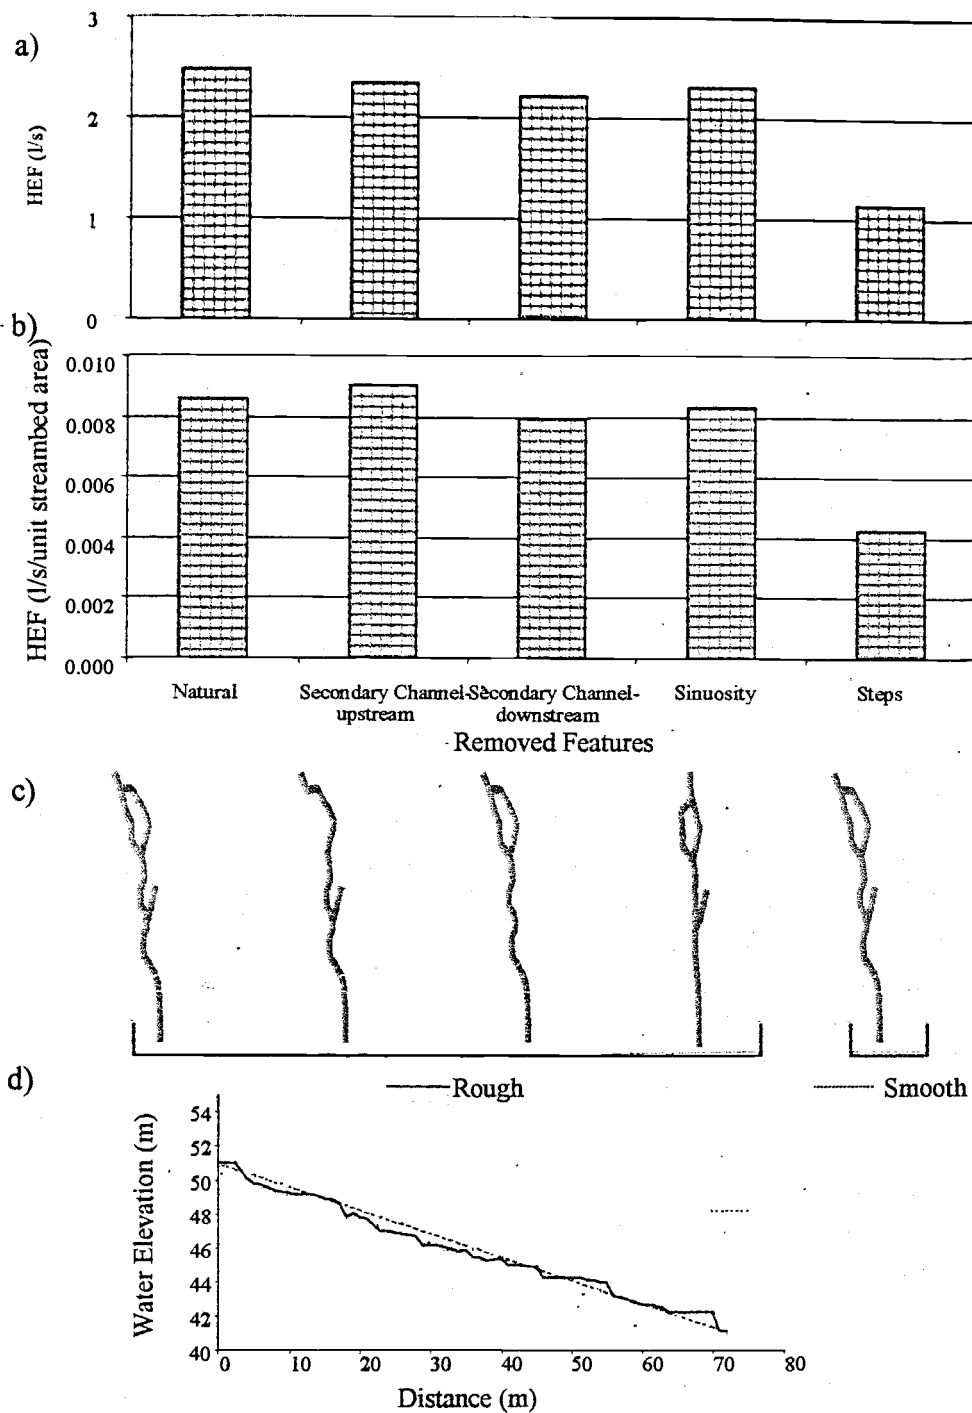 a)
3
2
1
0
HEF (l/s)
b)
0.010
0.008
0.006
0.004
0.002
0.000
HEF (l/s/unit streambed area)
Natural
Secondary Channel-
upstream
Secondary Channel-
downstream
Sinuosity
Steps
Removed Features
c)
d)
Rough
Smooth
54
52
50
48
46
44
42
40
Water Elevation (m)
0 10 20 30 40 50 60 70 80
Distance (m)